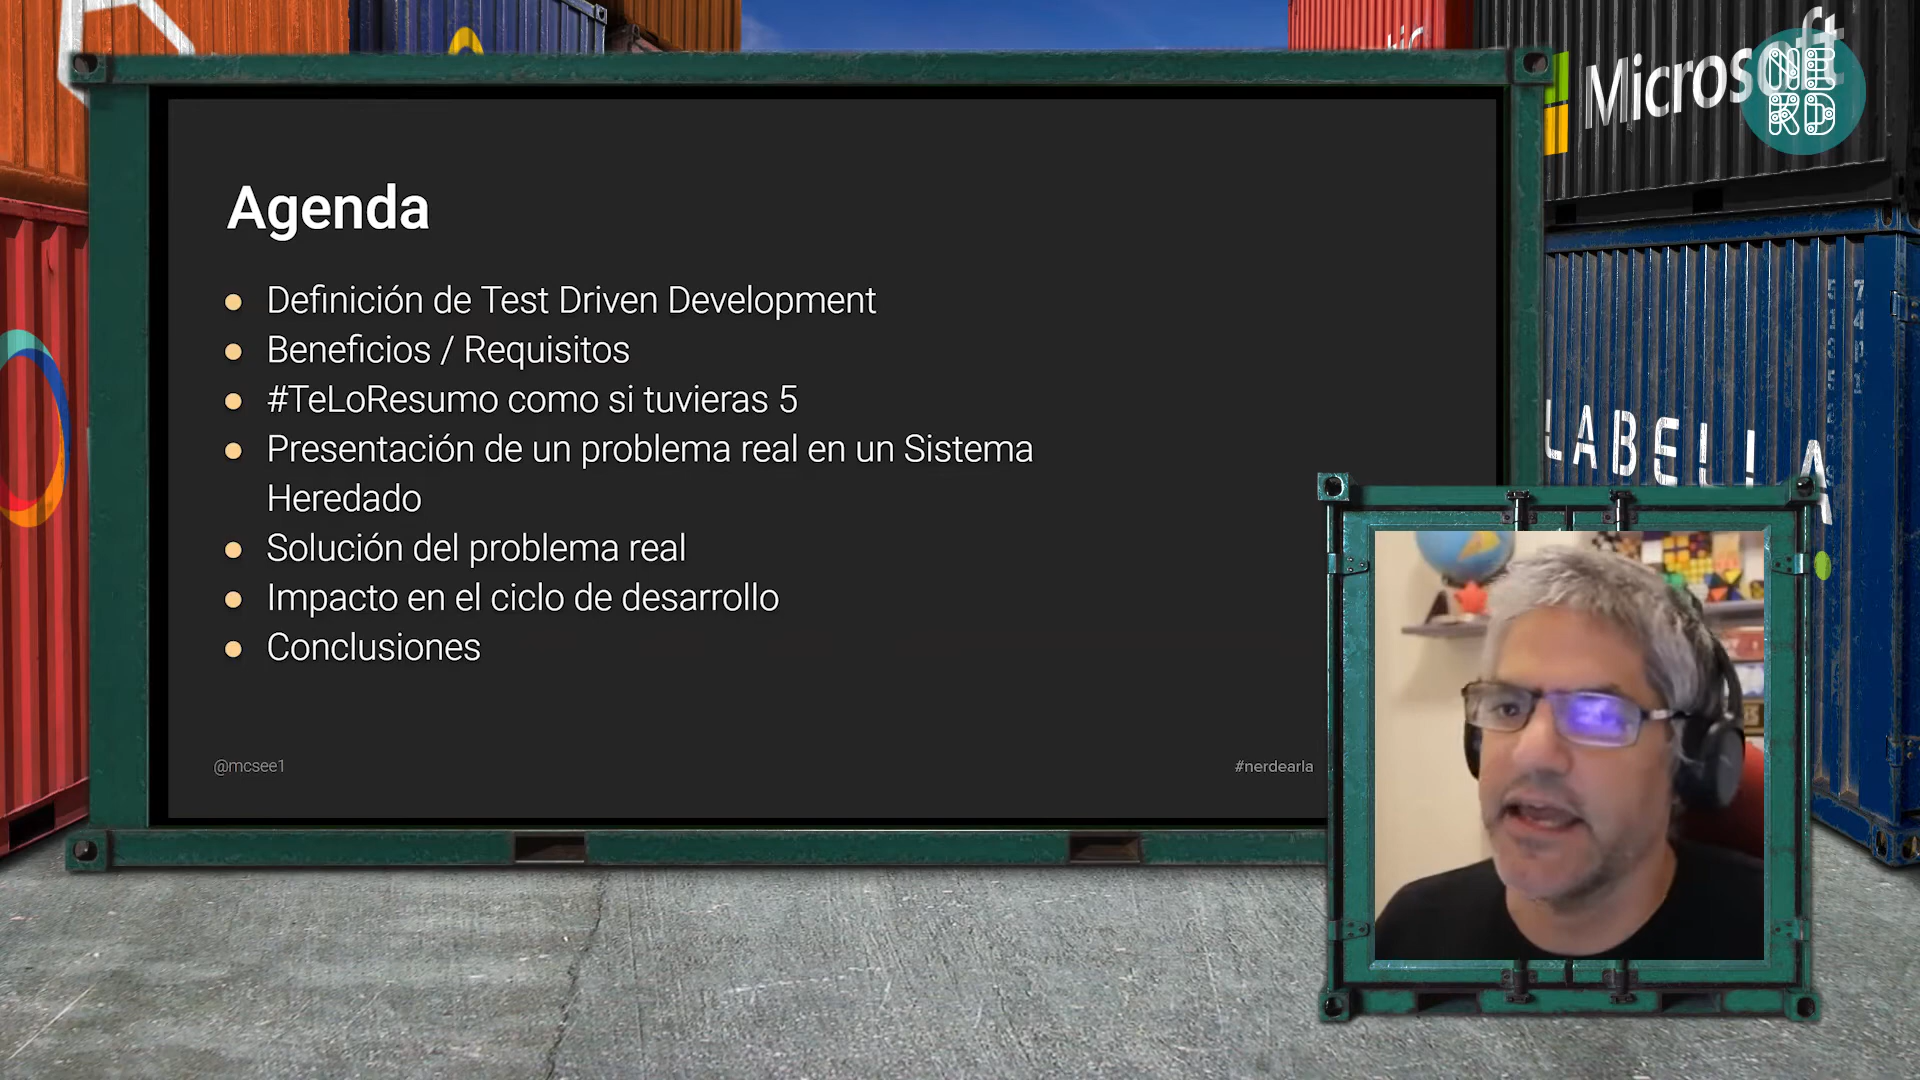 Microsoft
NERD
Agenda
Definición de Test Driven Development
Beneficios / Requisitos
#TeLoResumo como si tuvieras 5
Presentación de un problema real en un Sistema
Heredado
Solución del problema real
Impacto en el ciclo de desarrollo
Conclusiones
LABELLA
@mcsee1
#nerdearla